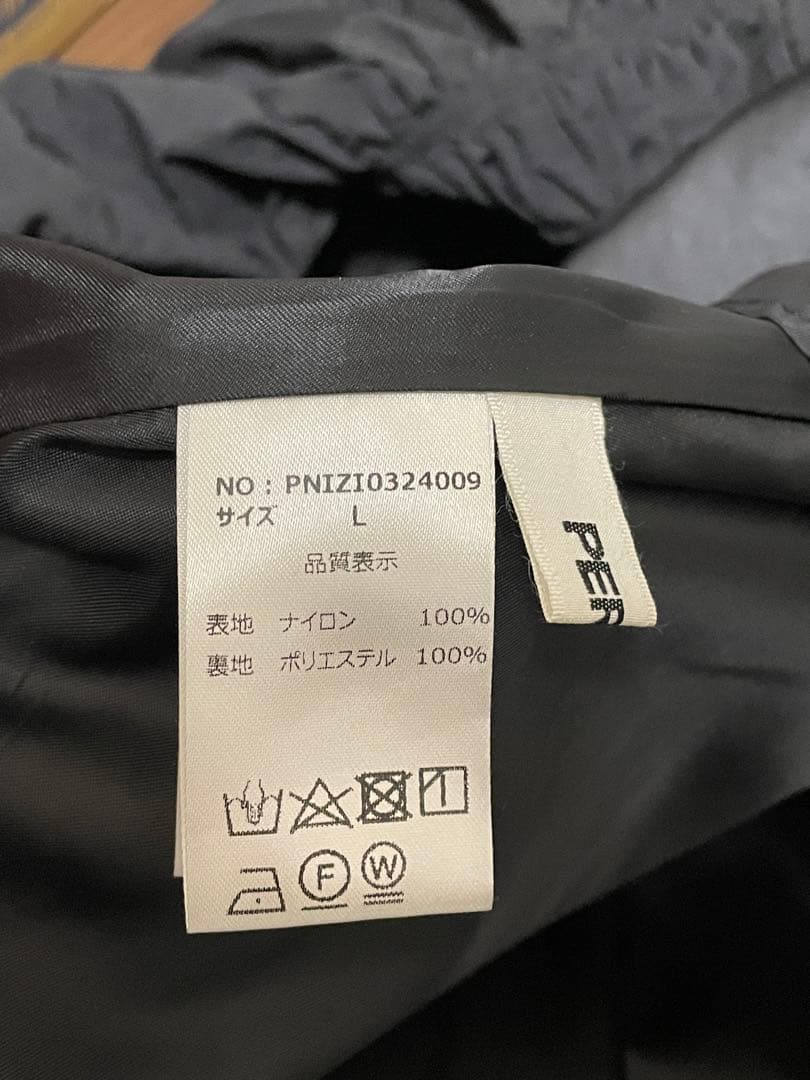 NO : PNIZI0324009
サイズ L
品質表示
表地 ナイロン 100%
裏地 ポリエステル 100%
F
W
PER